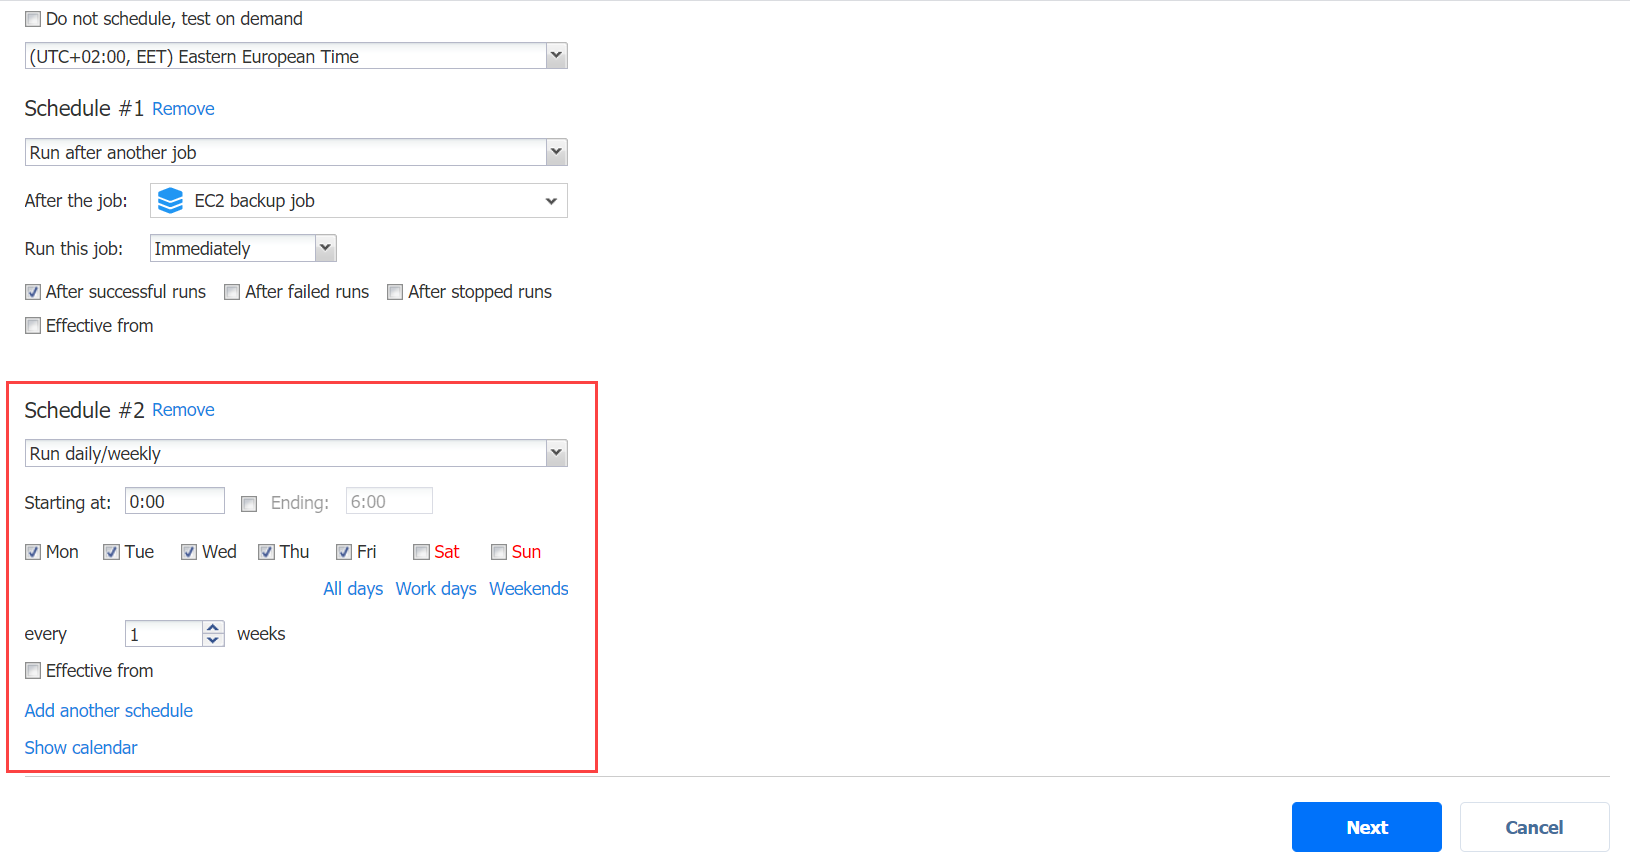 Do not schedule, test on demand
(UTC+02:00, EET) Eastern European Time
Schedule #1 Remove
Run after another job
After the job: EC2 backup job
Run this job: Immediately
After successful runs After failed runs After stopped runs
Effective from
Schedule #2 Remove
Run daily/weekly
Starting at: 0:00 Ending: 6:00
Mon Tue Wed Thu Fri Sat Sun
All days Work days Weekends
every 1 weeks
Effective from
Add another schedule
Show calendar
Next Cancel